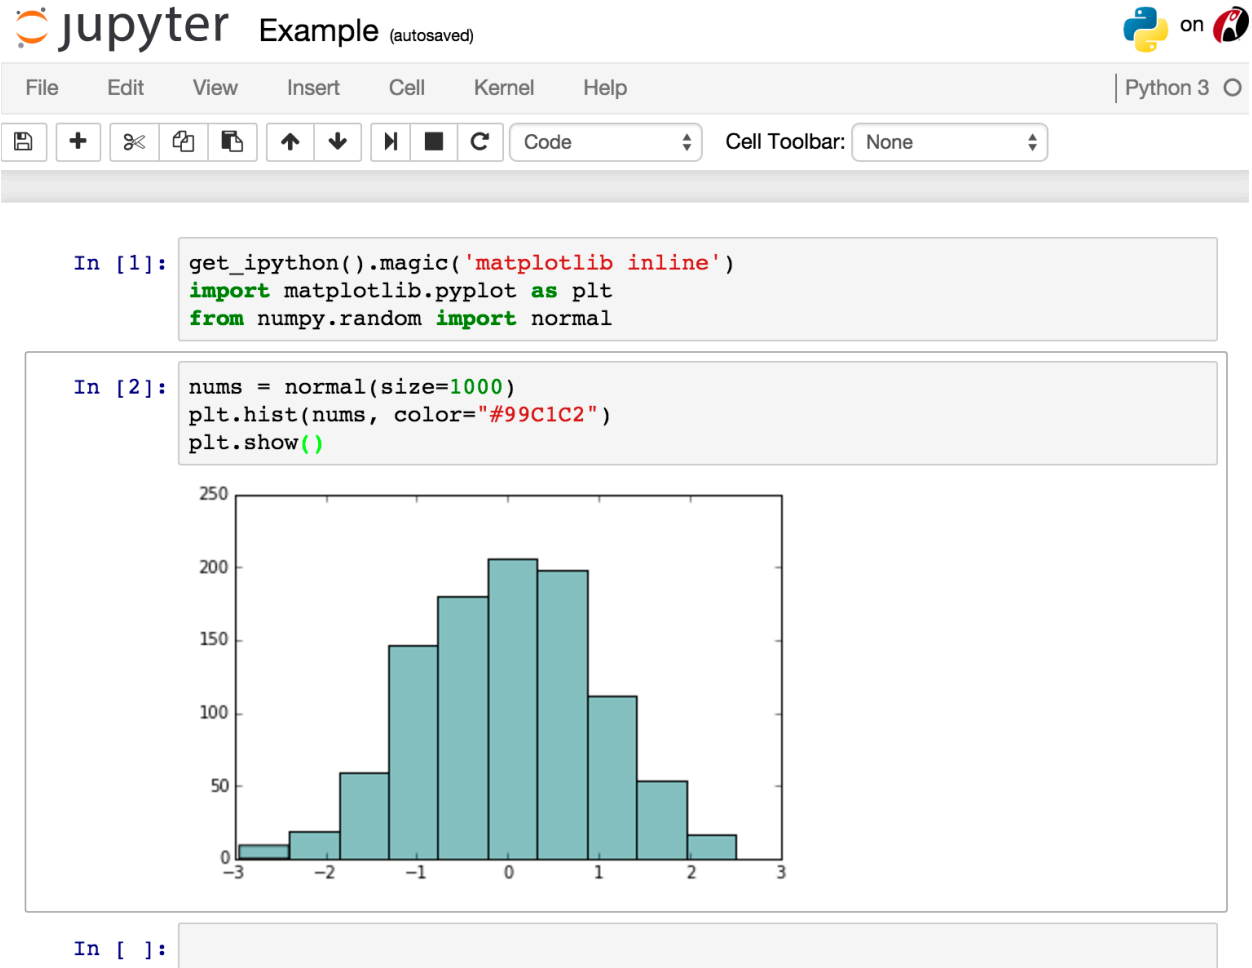 jupyter Example (autosaved) on
File Edit View Insert Cell Kernel Help Python 3
Code Cell Toolbar: None
In [1]: get_ipython().magic('matplotlib inline')
import matplotlib.pyplot as plt
from numpy.random import normal
In [2]: nums = normal(size=1000)
plt.hist(nums, color="#99C1C2")
plt.show()
250
200
150
100
50
0
−3 −2 −1 0 1 2 3
In [ ]: